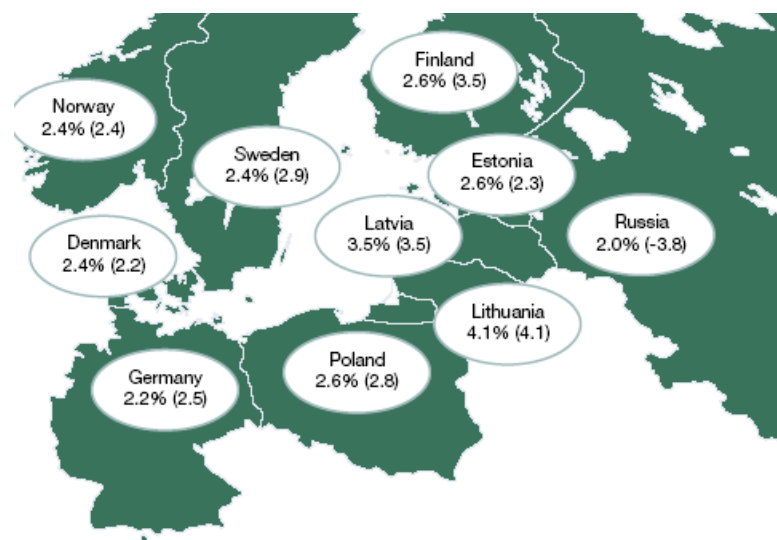 Finland
2.6% (3.5)
Norway
2.4% (2.4)
Sweden
2.4% (2.9)
Estonia
2.6% (2.3)
Latvia
3.5% (3.5)
Russia
2.0% (-3.8)
Denmark
2.4% (2.2)
Lithuania
4.1% (4.1)
Poland
2.6% (2.8)
Germany
2.2% (2.5)